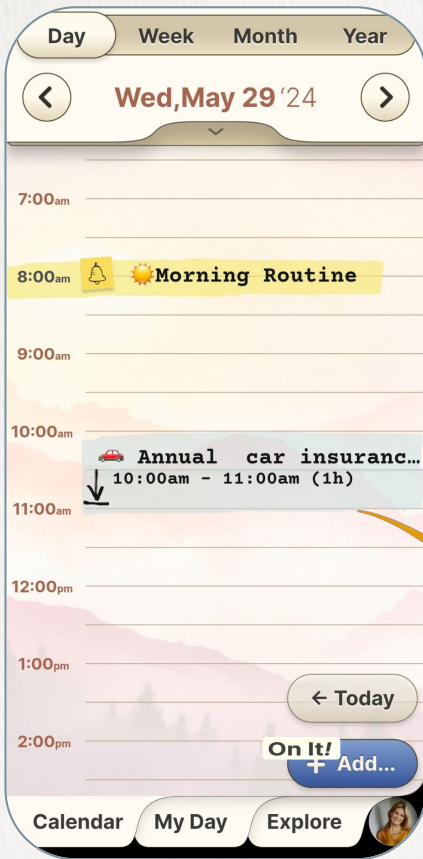 Day Week Month Year
Wed,May 29 ‘24
7:00am
8:00am Morning Routine
9:00am
10:00am
Annual car insuranc...
10:00am - 11:00am (1h)
11:00am
12:00pm
1:00pm
← Today
2:00pm
On It!
+ Add...
Calendar My Day Explore